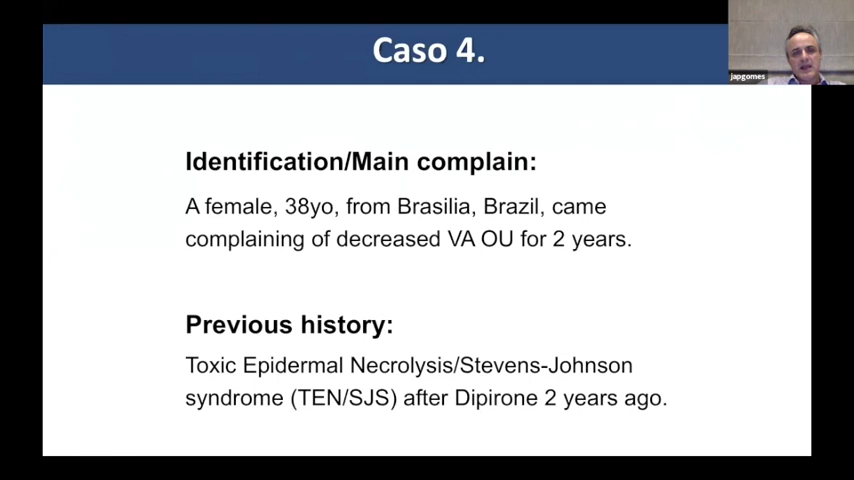 Caso 4.
japgomes
Identification/Main complain:
A female, 38yo, from Brasilia, Brazil, came
complaining of decreased VA OU for 2 years.
Previous history:
Toxic Epidermal Necrolysis/Stevens-Johnson
syndrome (TEN/SJS) after Dipirone 2 years ago.